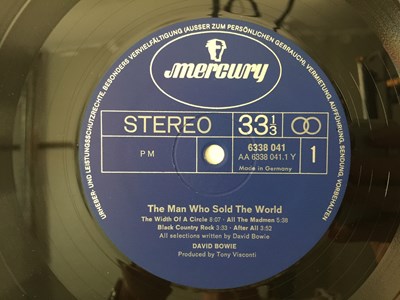 URHEBER- UND LEISTUNGSSCHUTZRECHTE, BESONDERS VERVIELFÄLTIGUNG (AUSSER ZUM PERSÖNLICHEN GEBRAUCH), VERMIETUNG, AUFFÜHRUNG, SENDUNG, VORBEHALTEN
mercury
STEREO 33 1/3
PM
6338 041
AA 6338 041.1 Y
Made in Germany
1
The Man Who Sold The World
The Width Of A Circle 8:07 · All The Madmen 5:38
Black Country Rock 3:33 · After All 3:52
All selections written by David Bowie
DAVID BOWIE
Produced by Tony Visconti